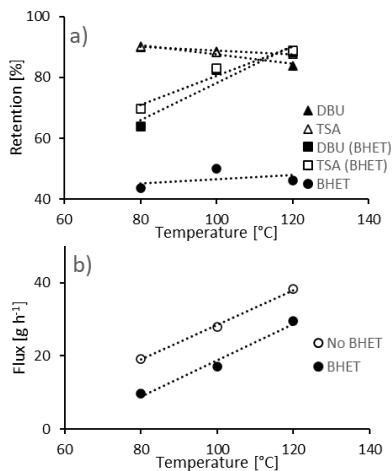 a)
100
80
60
40
Retention [%]
DBU
TSA
DBU (BHET)
TSA (BHET)
BHET
60 80 100 120 140
Temperature [°C]
b)
40
20
0
Flux [g h-1]
No BHET
BHET
60 80 100 120 140
Temperature [°C]